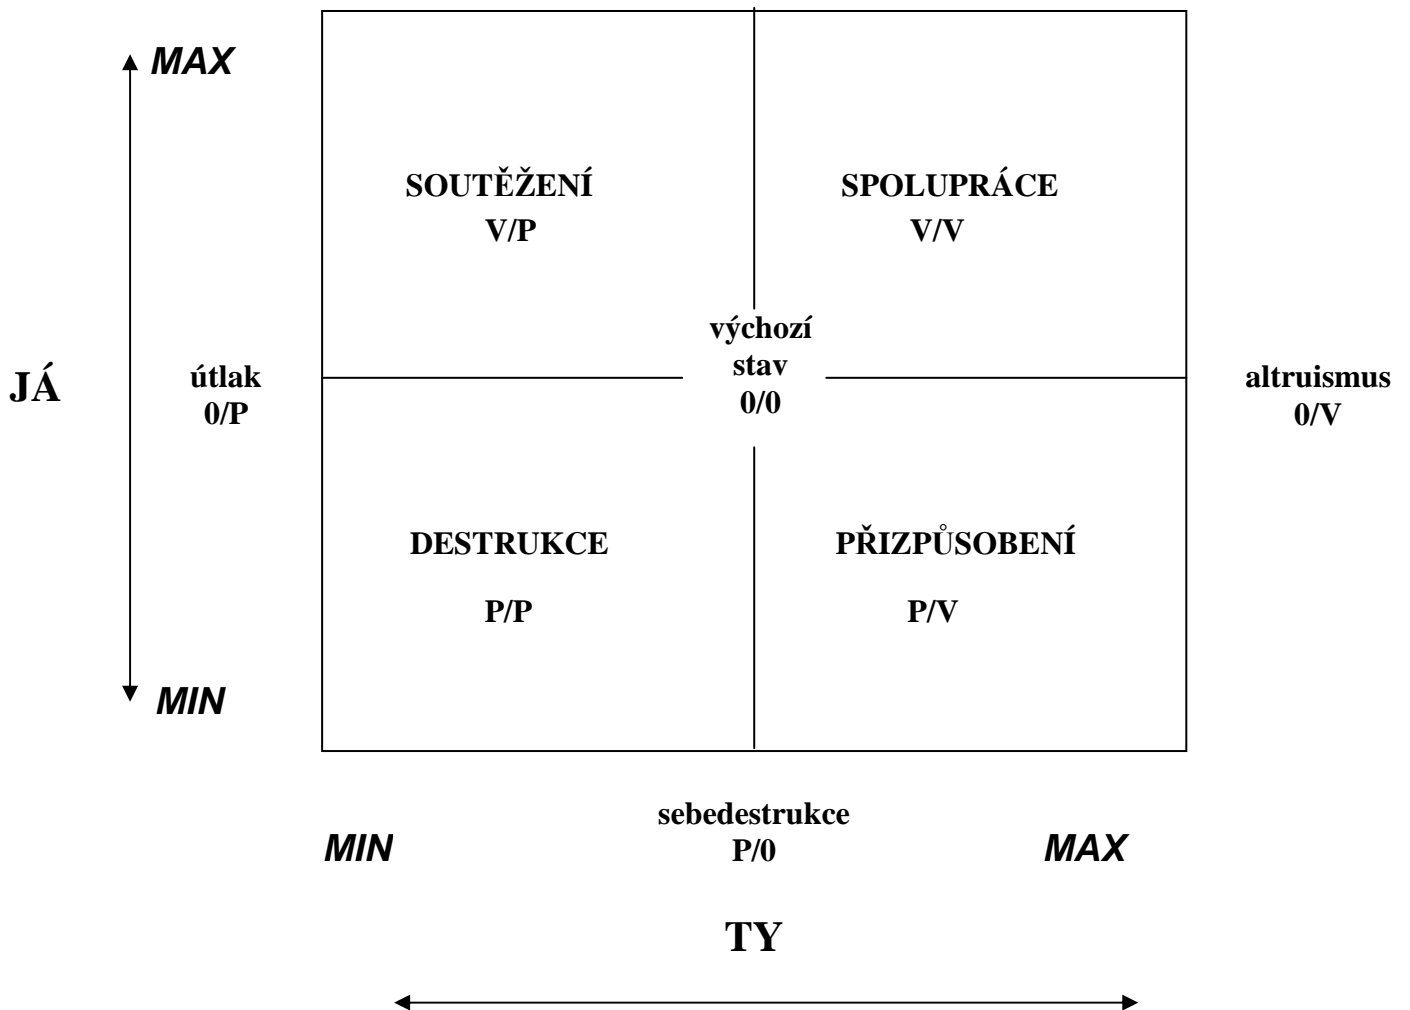 MAX
SOUTĚŽENÍ
V/P
SPOLUPRÁCE
V/V
JÁ
útlak
0/P
výchozí
stav
0/0
altruismus
0/V
DESTRUKCE
P/P
PŘIZPŮSOBENÍ
P/V
MIN
MIN
sebedestrukce
P/0
MAX
TY